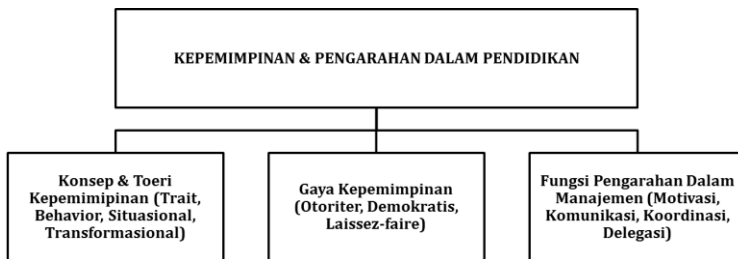 KEPEMIMPINAN & PENGARAHAN DALAM PENDIDIKAN
Konsep & Toeri
Kepemimipinan (Trait,
Behavior, Situasional,
Transformasional)
Gaya Kepemimpinan
(Otoriter, Demokratis,
Laissez-faire)
Fungsi Pengarahan Dalam
Manajemen (Motivasi,
Komunikasi, Koordinasi,
Delegasi)